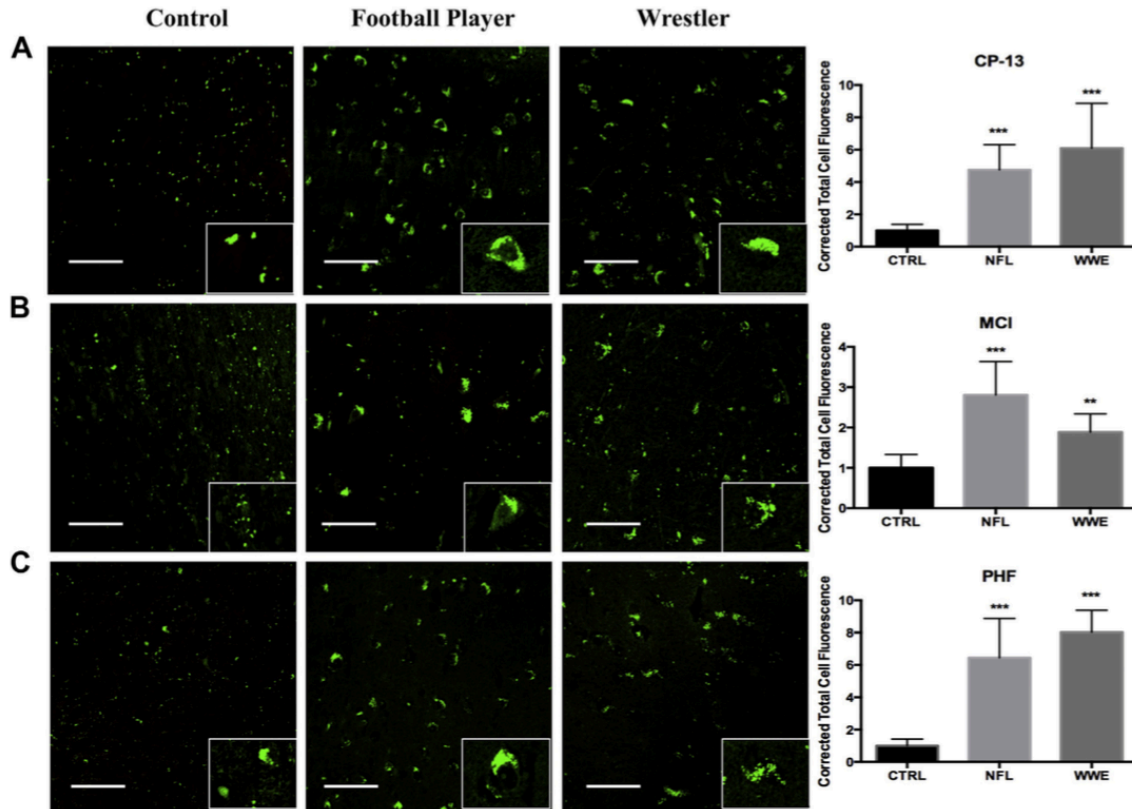 Control Football Player Wrestler
A
CP-13
Corrected Total Cell Fluorescence
10
8
6
4
2
0
***
***
CTRL NFL WWE
B
MCI
Corrected Total Cell Fluorescence
4
3
2
1
0
***
**
CTRL NFL WWE
C
PHF
Corrected Total Cell Fluorescence
10
8
6
4
2
0
***
***
CTRL NFL WWE